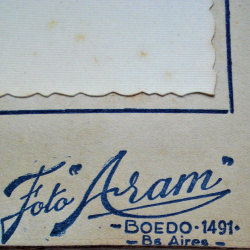 Foto "Aram"
- BOEDO · 1491 -
- Bs Aires -